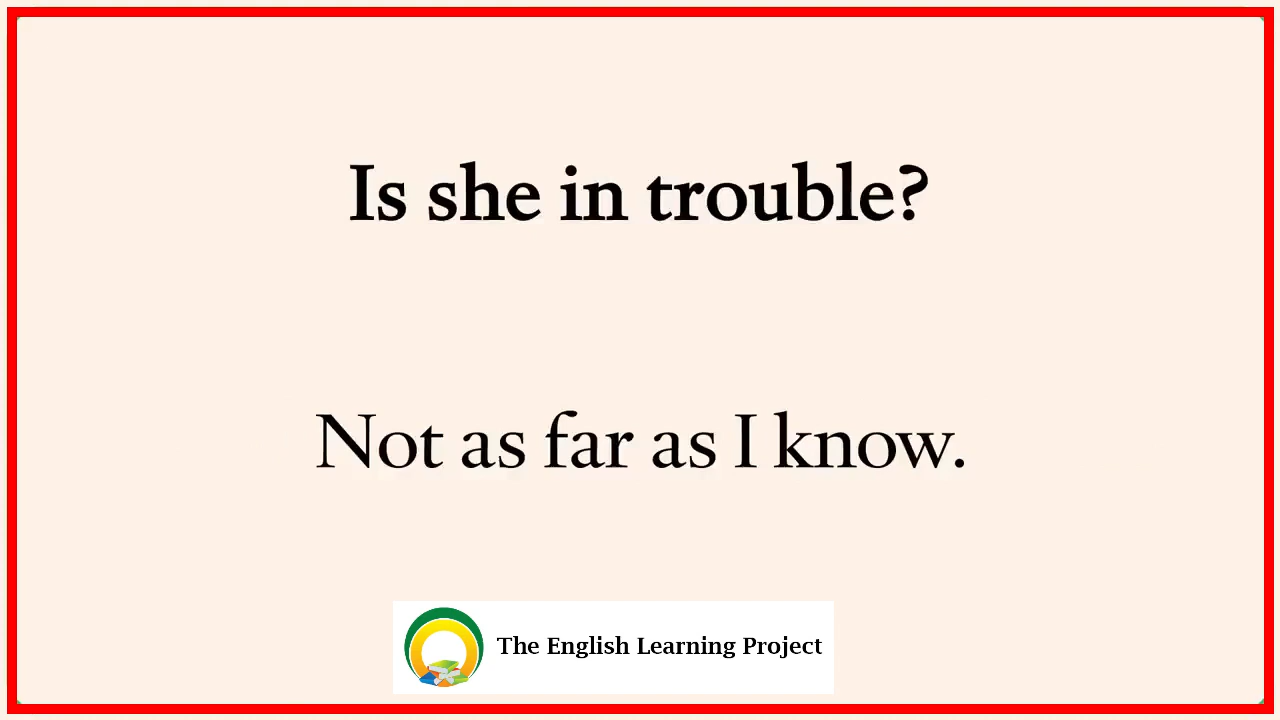 Is she in trouble?
Not as far as I know.
The English Learning Project